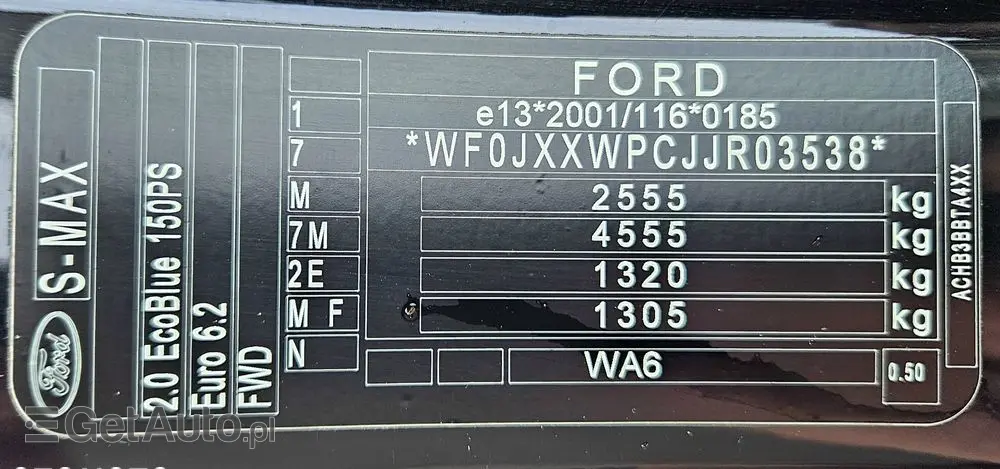 FORD
1 e13*2001/116*0185
7 *WF0JXXWPCJJR03538*
M 2555 kg
7M 4555 kg
2E 1320 kg
M F 1305 kg
N WA6 0.50
S-MAX
Ford
2.0 EcoBlue 150PS
Euro 6.2
FWD
ACHB3BBTA4XX
GetAuto.pl